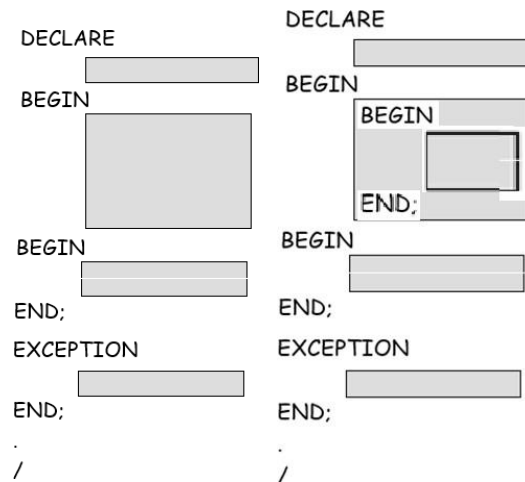 DECLARE
BEGIN
BEGIN
END;
EXCEPTION
END;
.
/
DECLARE
BEGIN
BEGIN
END;
BEGIN
END;
EXCEPTION
END;
.
/